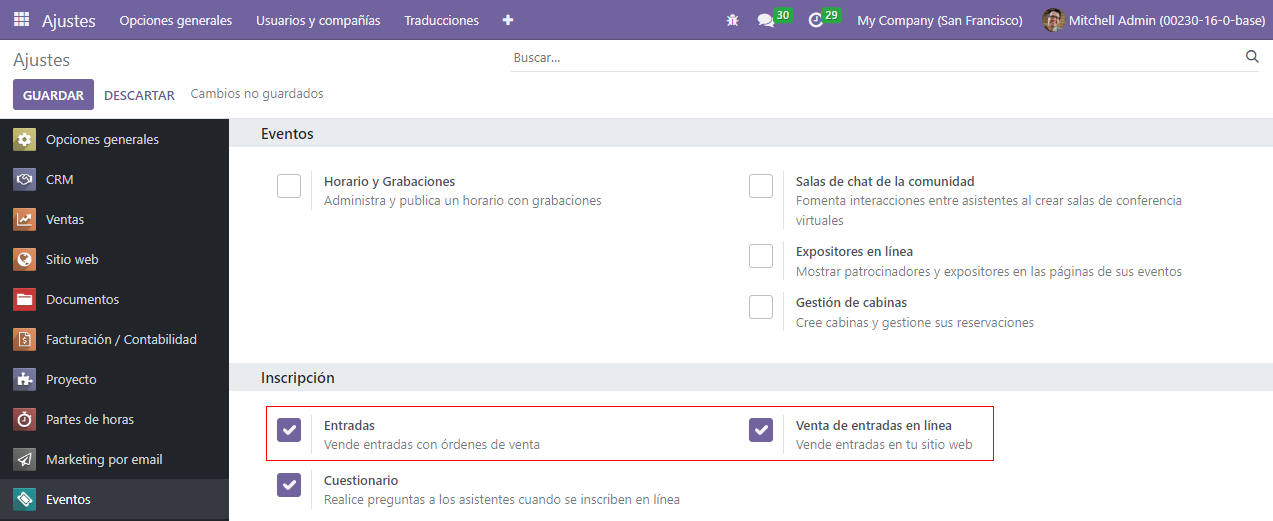 Ajustes Opciones generales Usuarios y compañías Traducciones 30 29 My Company (San Francisco) Mitchell Admin (00230-16-0-base)
Ajustes
Buscar...
GUARDAR DESCARTAR Cambios no guardados
Opciones generales
CRM
Ventas
Sitio web
Documentos
Facturación / Contabilidad
Proyecto
Partes de horas
Marketing por email
Eventos
Eventos
Horario y Grabaciones
Administra y publica un horario con grabaciones
Salas de chat de la comunidad
Fomenta interacciones entre asistentes al crear salas de conferencia
virtuales
Expositores en línea
Mostrar patrocinadores y expositores en las páginas de sus eventos
Gestión de cabinas
Cree cabinas y gestione sus reservaciones
Inscripción
Entradas
Vende entradas con órdenes de venta
Venta de entradas en línea
Vende entradas en tu sitio web
Cuestionario
Realice preguntas a los asistentes cuando se inscriben en línea